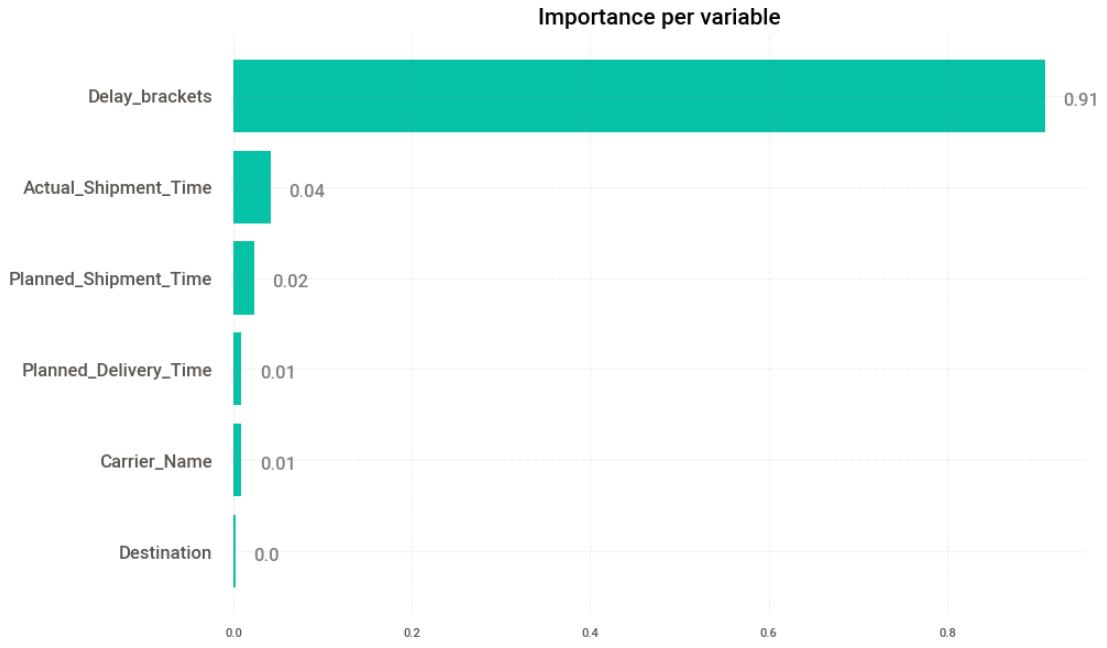 Importance per variable
Delay_brackets 0.91
Actual_Shipment_Time 0.04
Planned_Shipment_Time 0.02
Planned_Delivery_Time 0.01
Carrier_Name 0.01
Destination 0.0
0.0 0.2 0.4 0.6 0.8